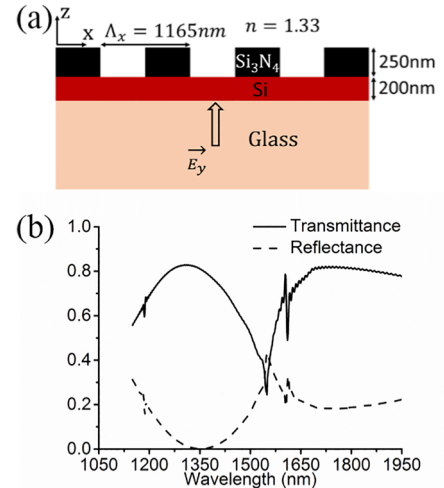 (a)
z
x
Λx = 1165nm
n = 1.33
Si3N4
250nm
Si
200nm
Glass
Ey
(b)
1.0
0.8
0.6
0.4
0.2
0.0
Transmittance
Reflectance
1050 1200 1350 1500 1650 1800 1950
Wavelength (nm)